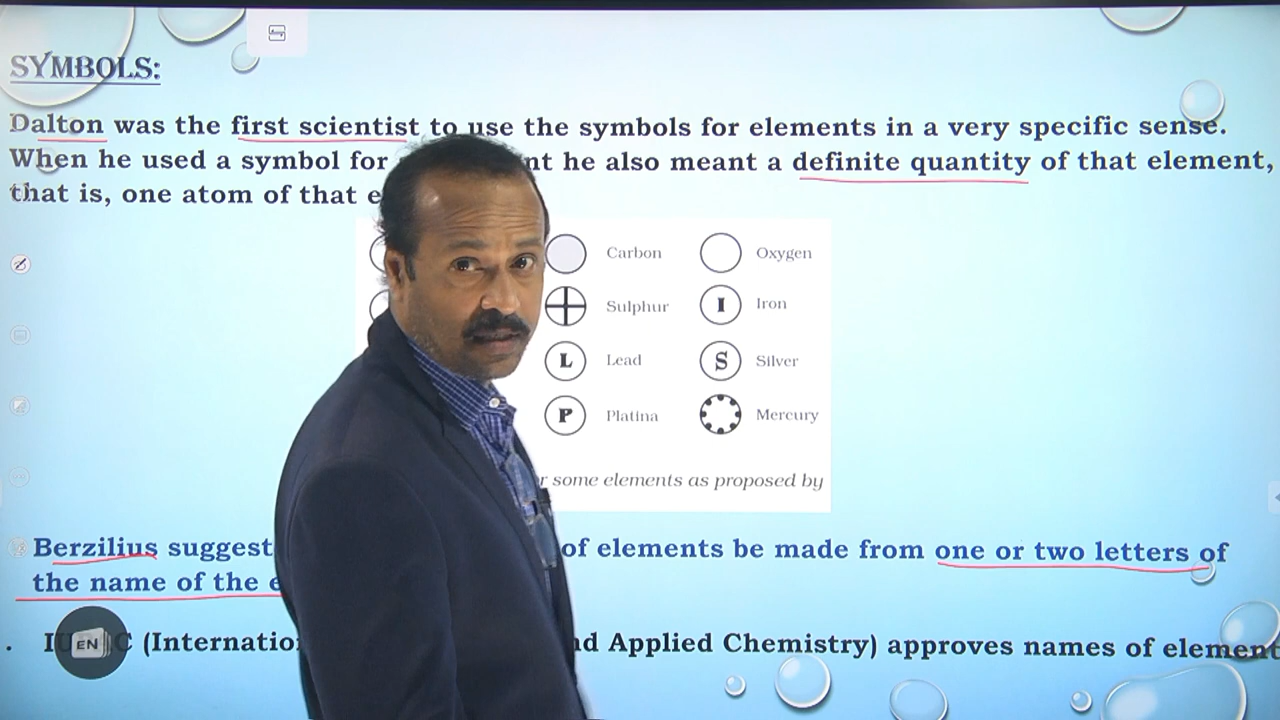 SYMBOLS:
Dalton was the first scientist to use the symbols for elements in a very specific sense.
When he used a symbol for nt he also meant a definite quantity of that element,
that is, one atom of that e
Carbon Oxygen
Sulphur I Iron
L Lead S Silver
P Platina Mercury
r some elements as proposed by
Berzilius suggest of elements be made from one or two letters of
the name of the e
. (Internatio nd Applied Chemistry) approves names of element
EN